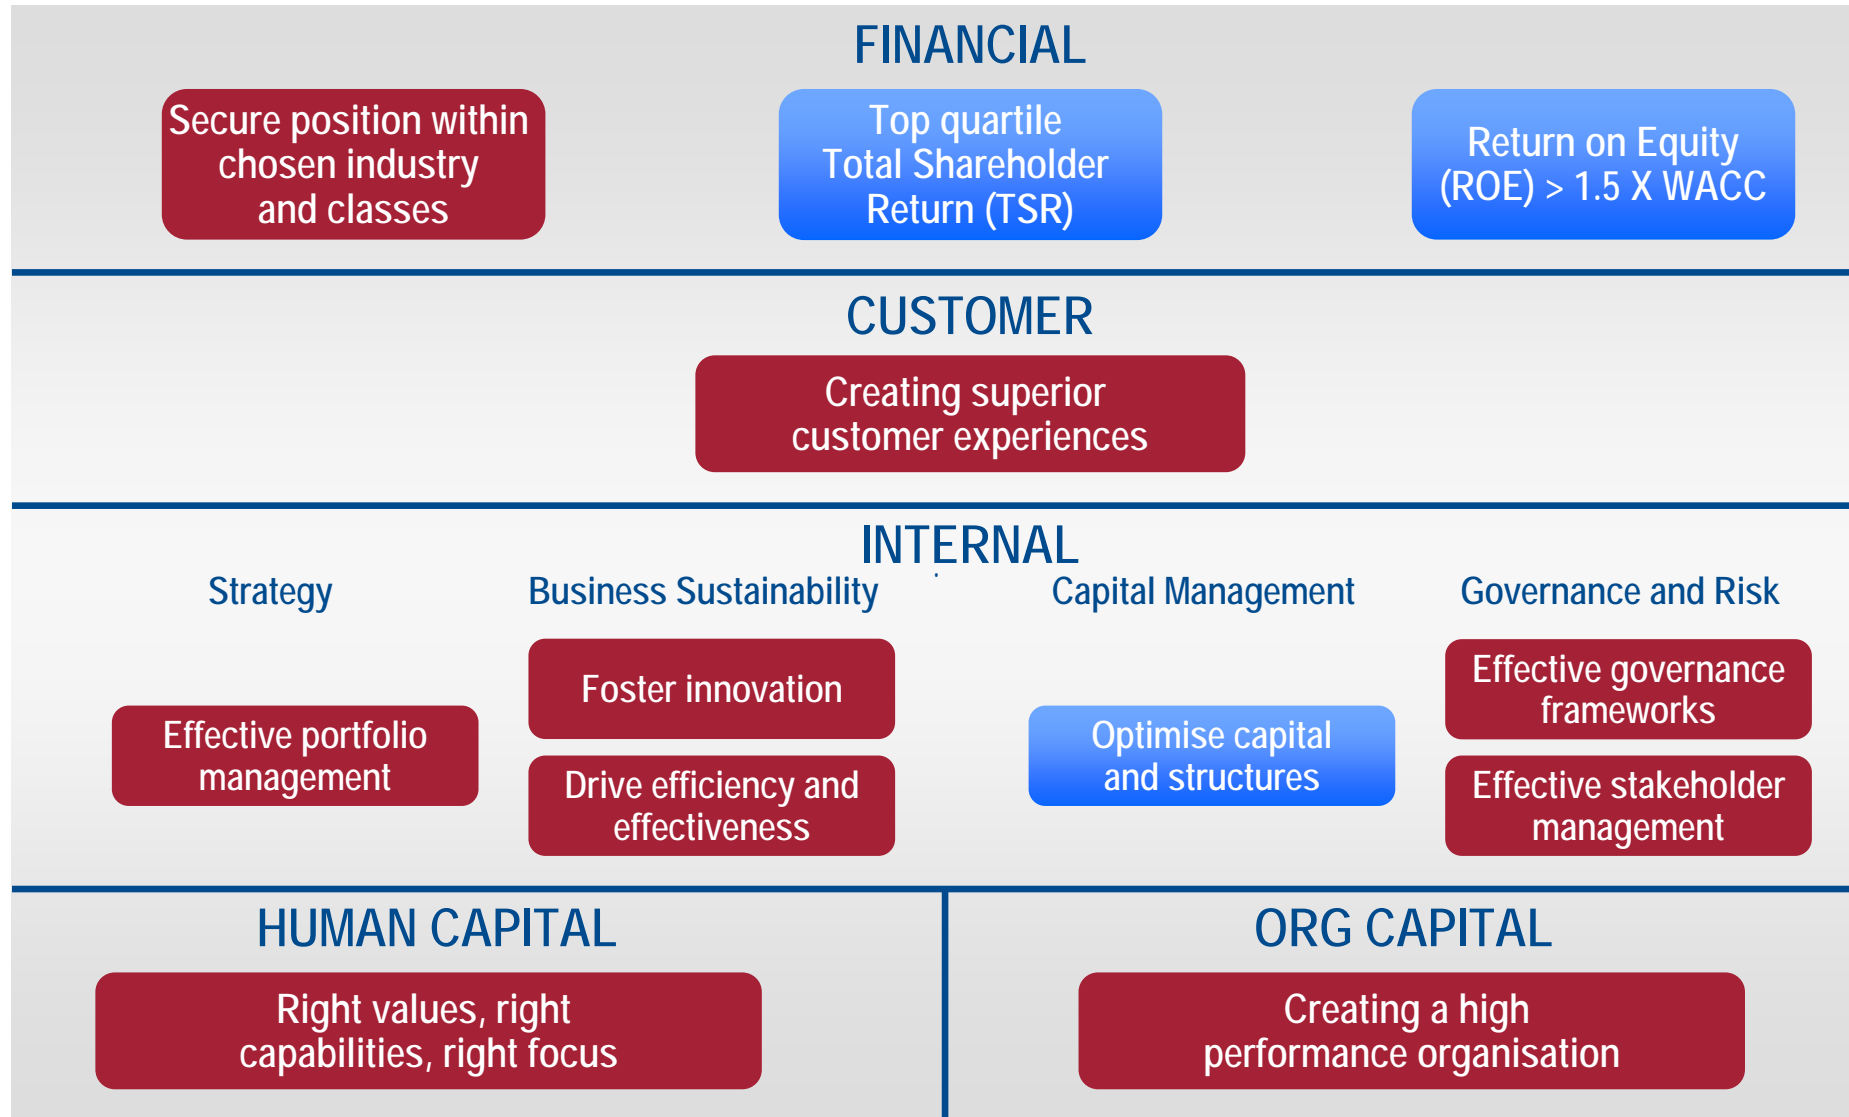 FINANCIAL
Secure position within
chosen industry
and classes
Top quartile
Total Shareholder
Return (TSR)
Return on Equity
(ROE) > 1.5 X WACC
CUSTOMER
Creating superior
customer experiences
INTERNAL
Strategy
Business Sustainability
Capital Management
Governance and Risk
Effective portfolio
management
Foster innovation
Drive efficiency and
effectiveness
Optimise capital
and structures
Effective governance
frameworks
Effective stakeholder
management
HUMAN CAPITAL
Right values, right
capabilities, right focus
ORG CAPITAL
Creating a high
performance organisation